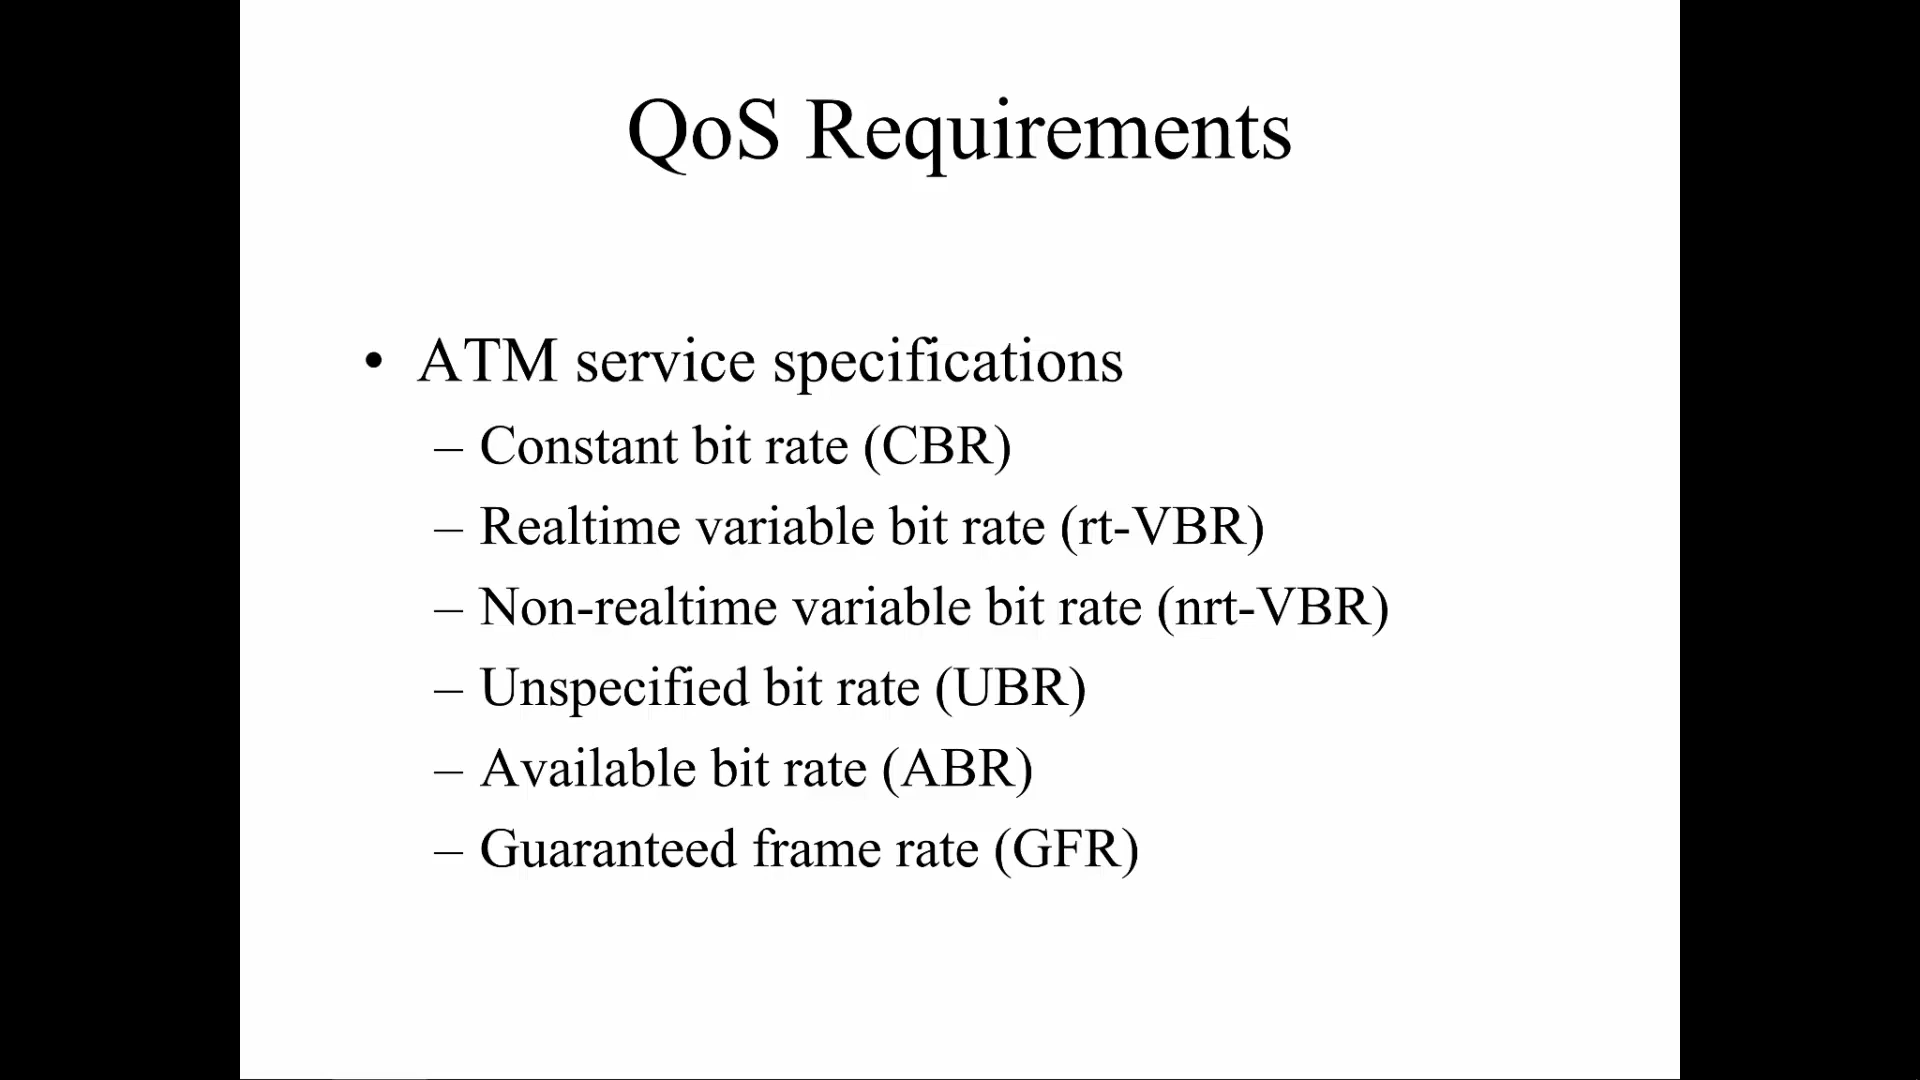 QoS Requirements
• ATM service specifications
– Constant bit rate (CBR)
– Realtime variable bit rate (rt-VBR)
– Non-realtime variable bit rate (nrt-VBR)
– Unspecified bit rate (UBR)
– Available bit rate (ABR)
– Guaranteed frame rate (GFR)